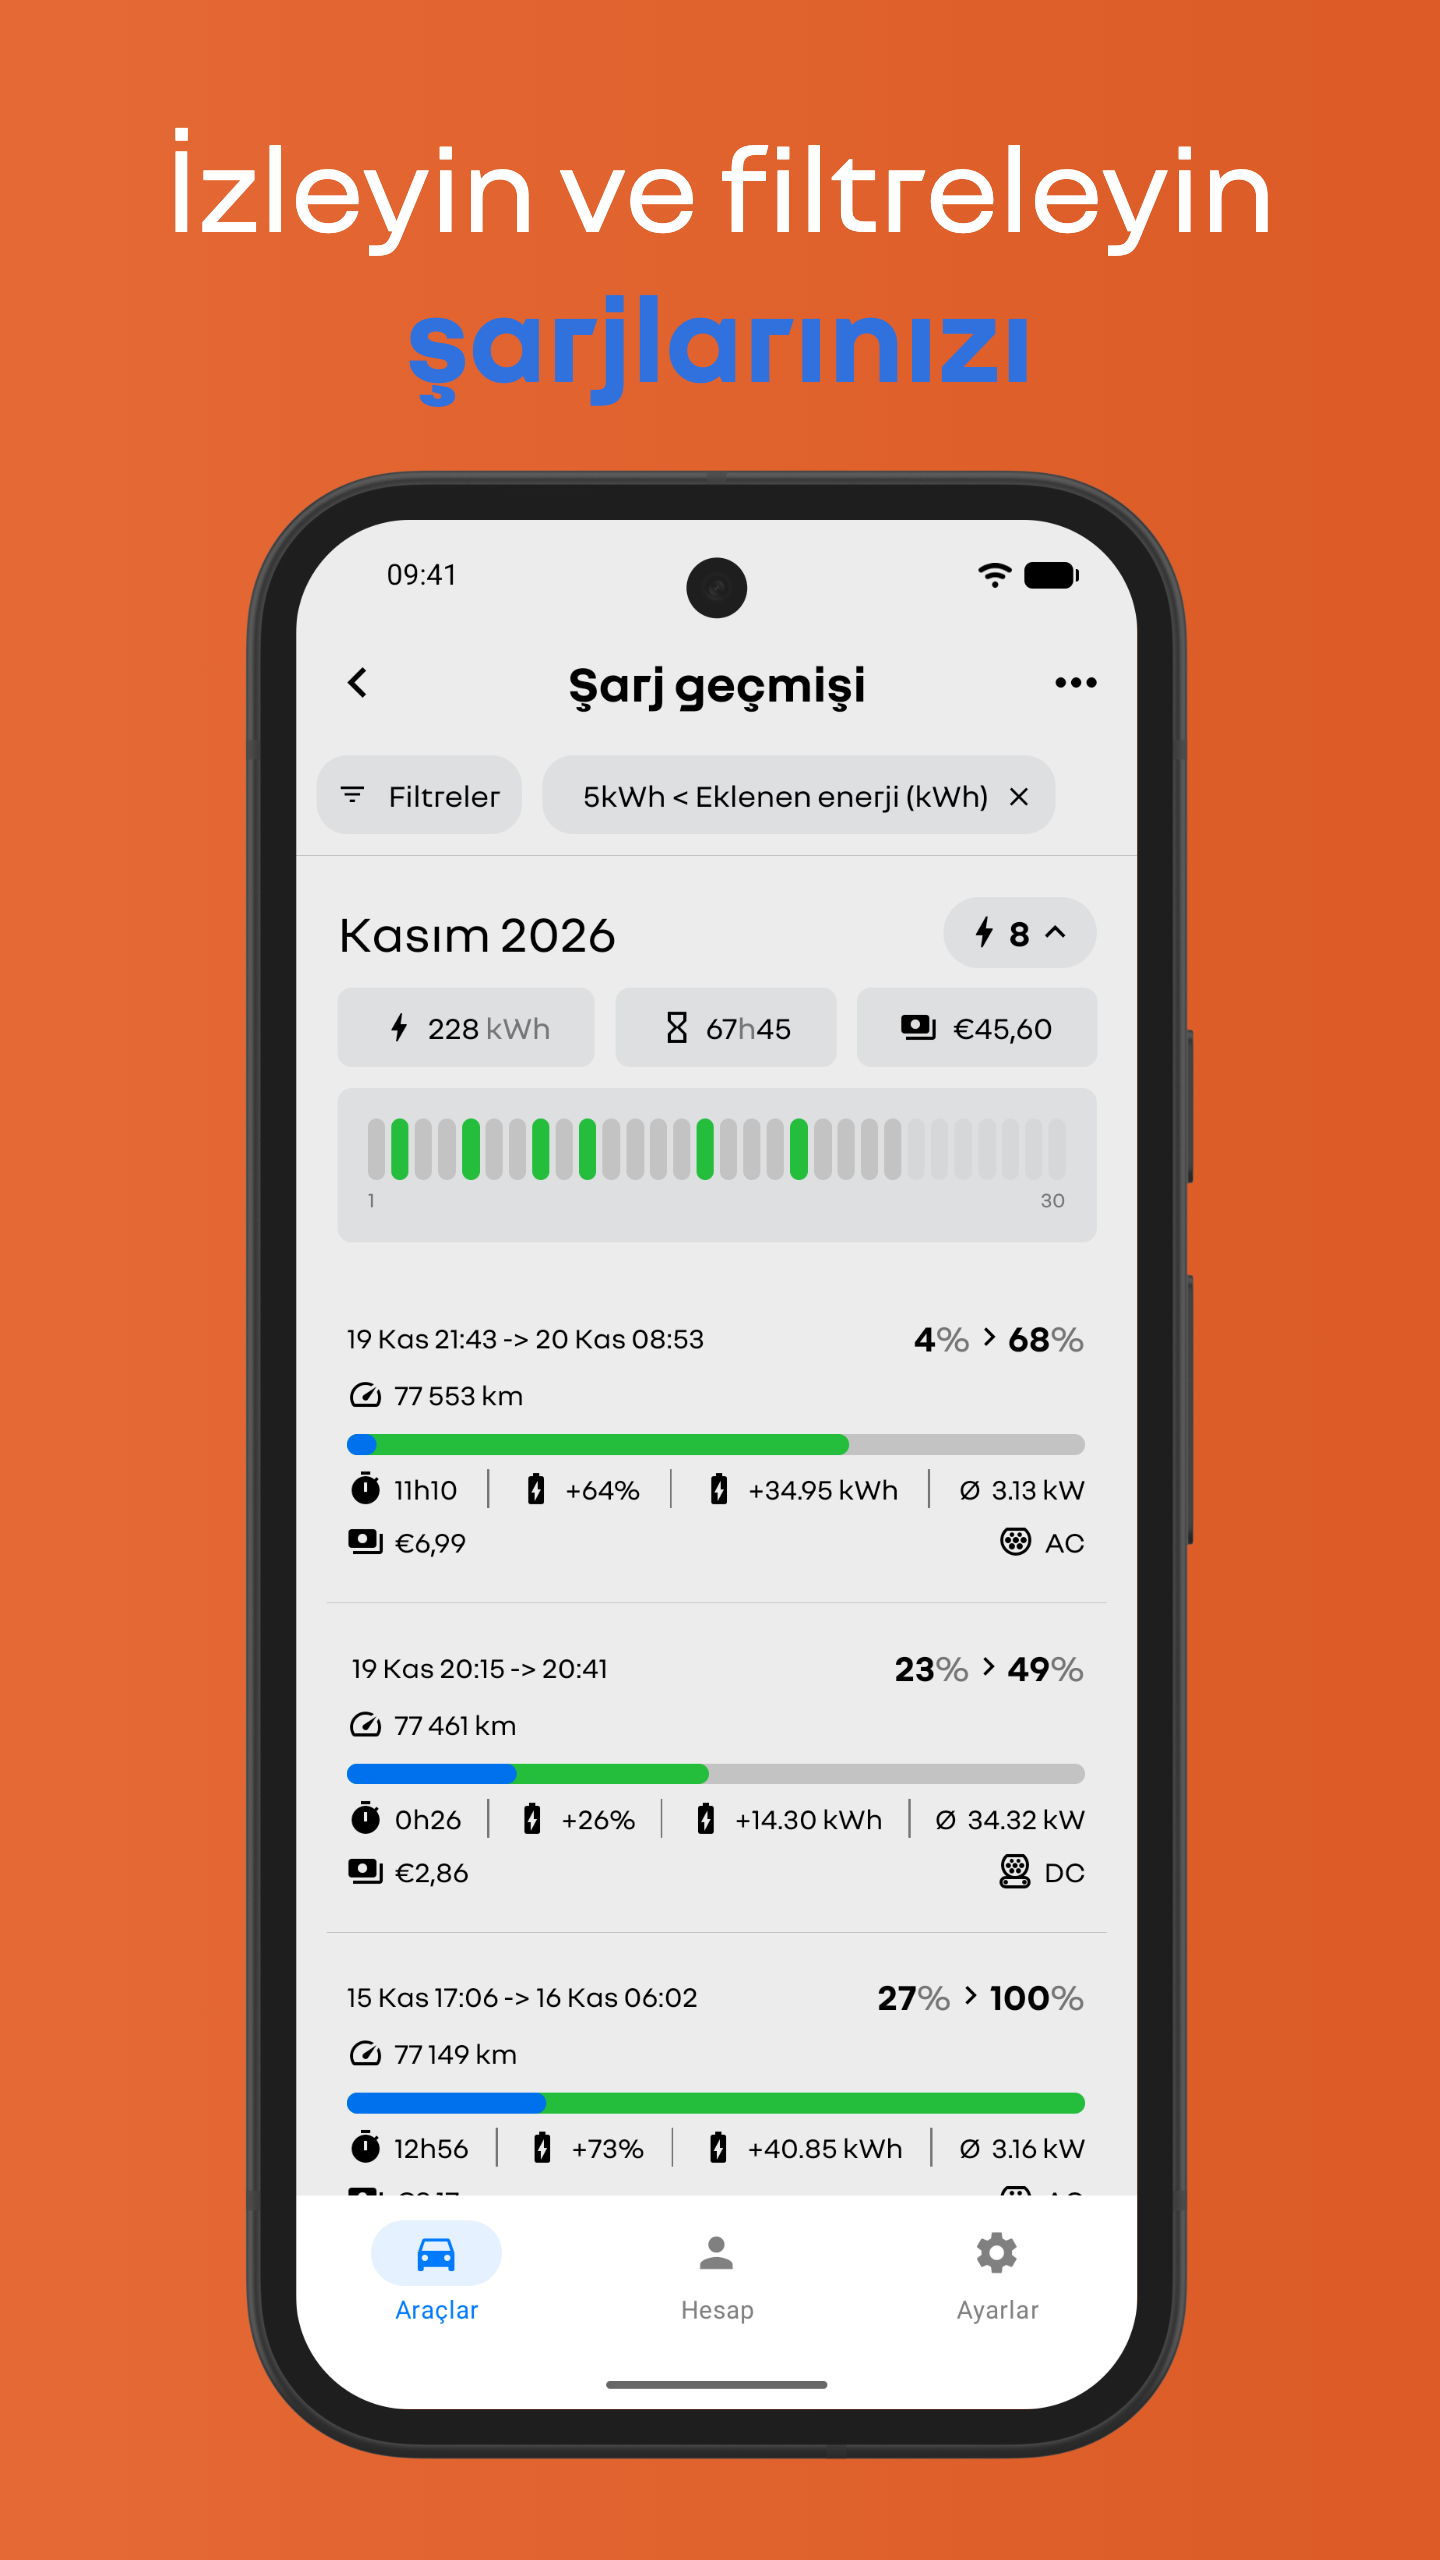 İzleyin ve filtreleyin
şarjlarınızı
09:41
Şarj geçmişi
Filtreler
5kWh < Eklenen enerji (kWh)
Kasım 2026
8
228 kWh
67h45
€45,60
1
30
19 Kas 21:43 -> 20 Kas 08:53
4% > 68%
77 553 km
11h10
+64%
+34.95 kWh
Ø 3.13 kW
€6,99
AC
19 Kas 20:15 -> 20:41
23% > 49%
77 461 km
0h26
+26%
+14.30 kWh
Ø 34.32 kW
€2,86
DC
15 Kas 17:06 -> 16 Kas 06:02
27% > 100%
77 149 km
12h56
+73%
+40.85 kWh
Ø 3.16 kW
Araçlar
Hesap
Ayarlar